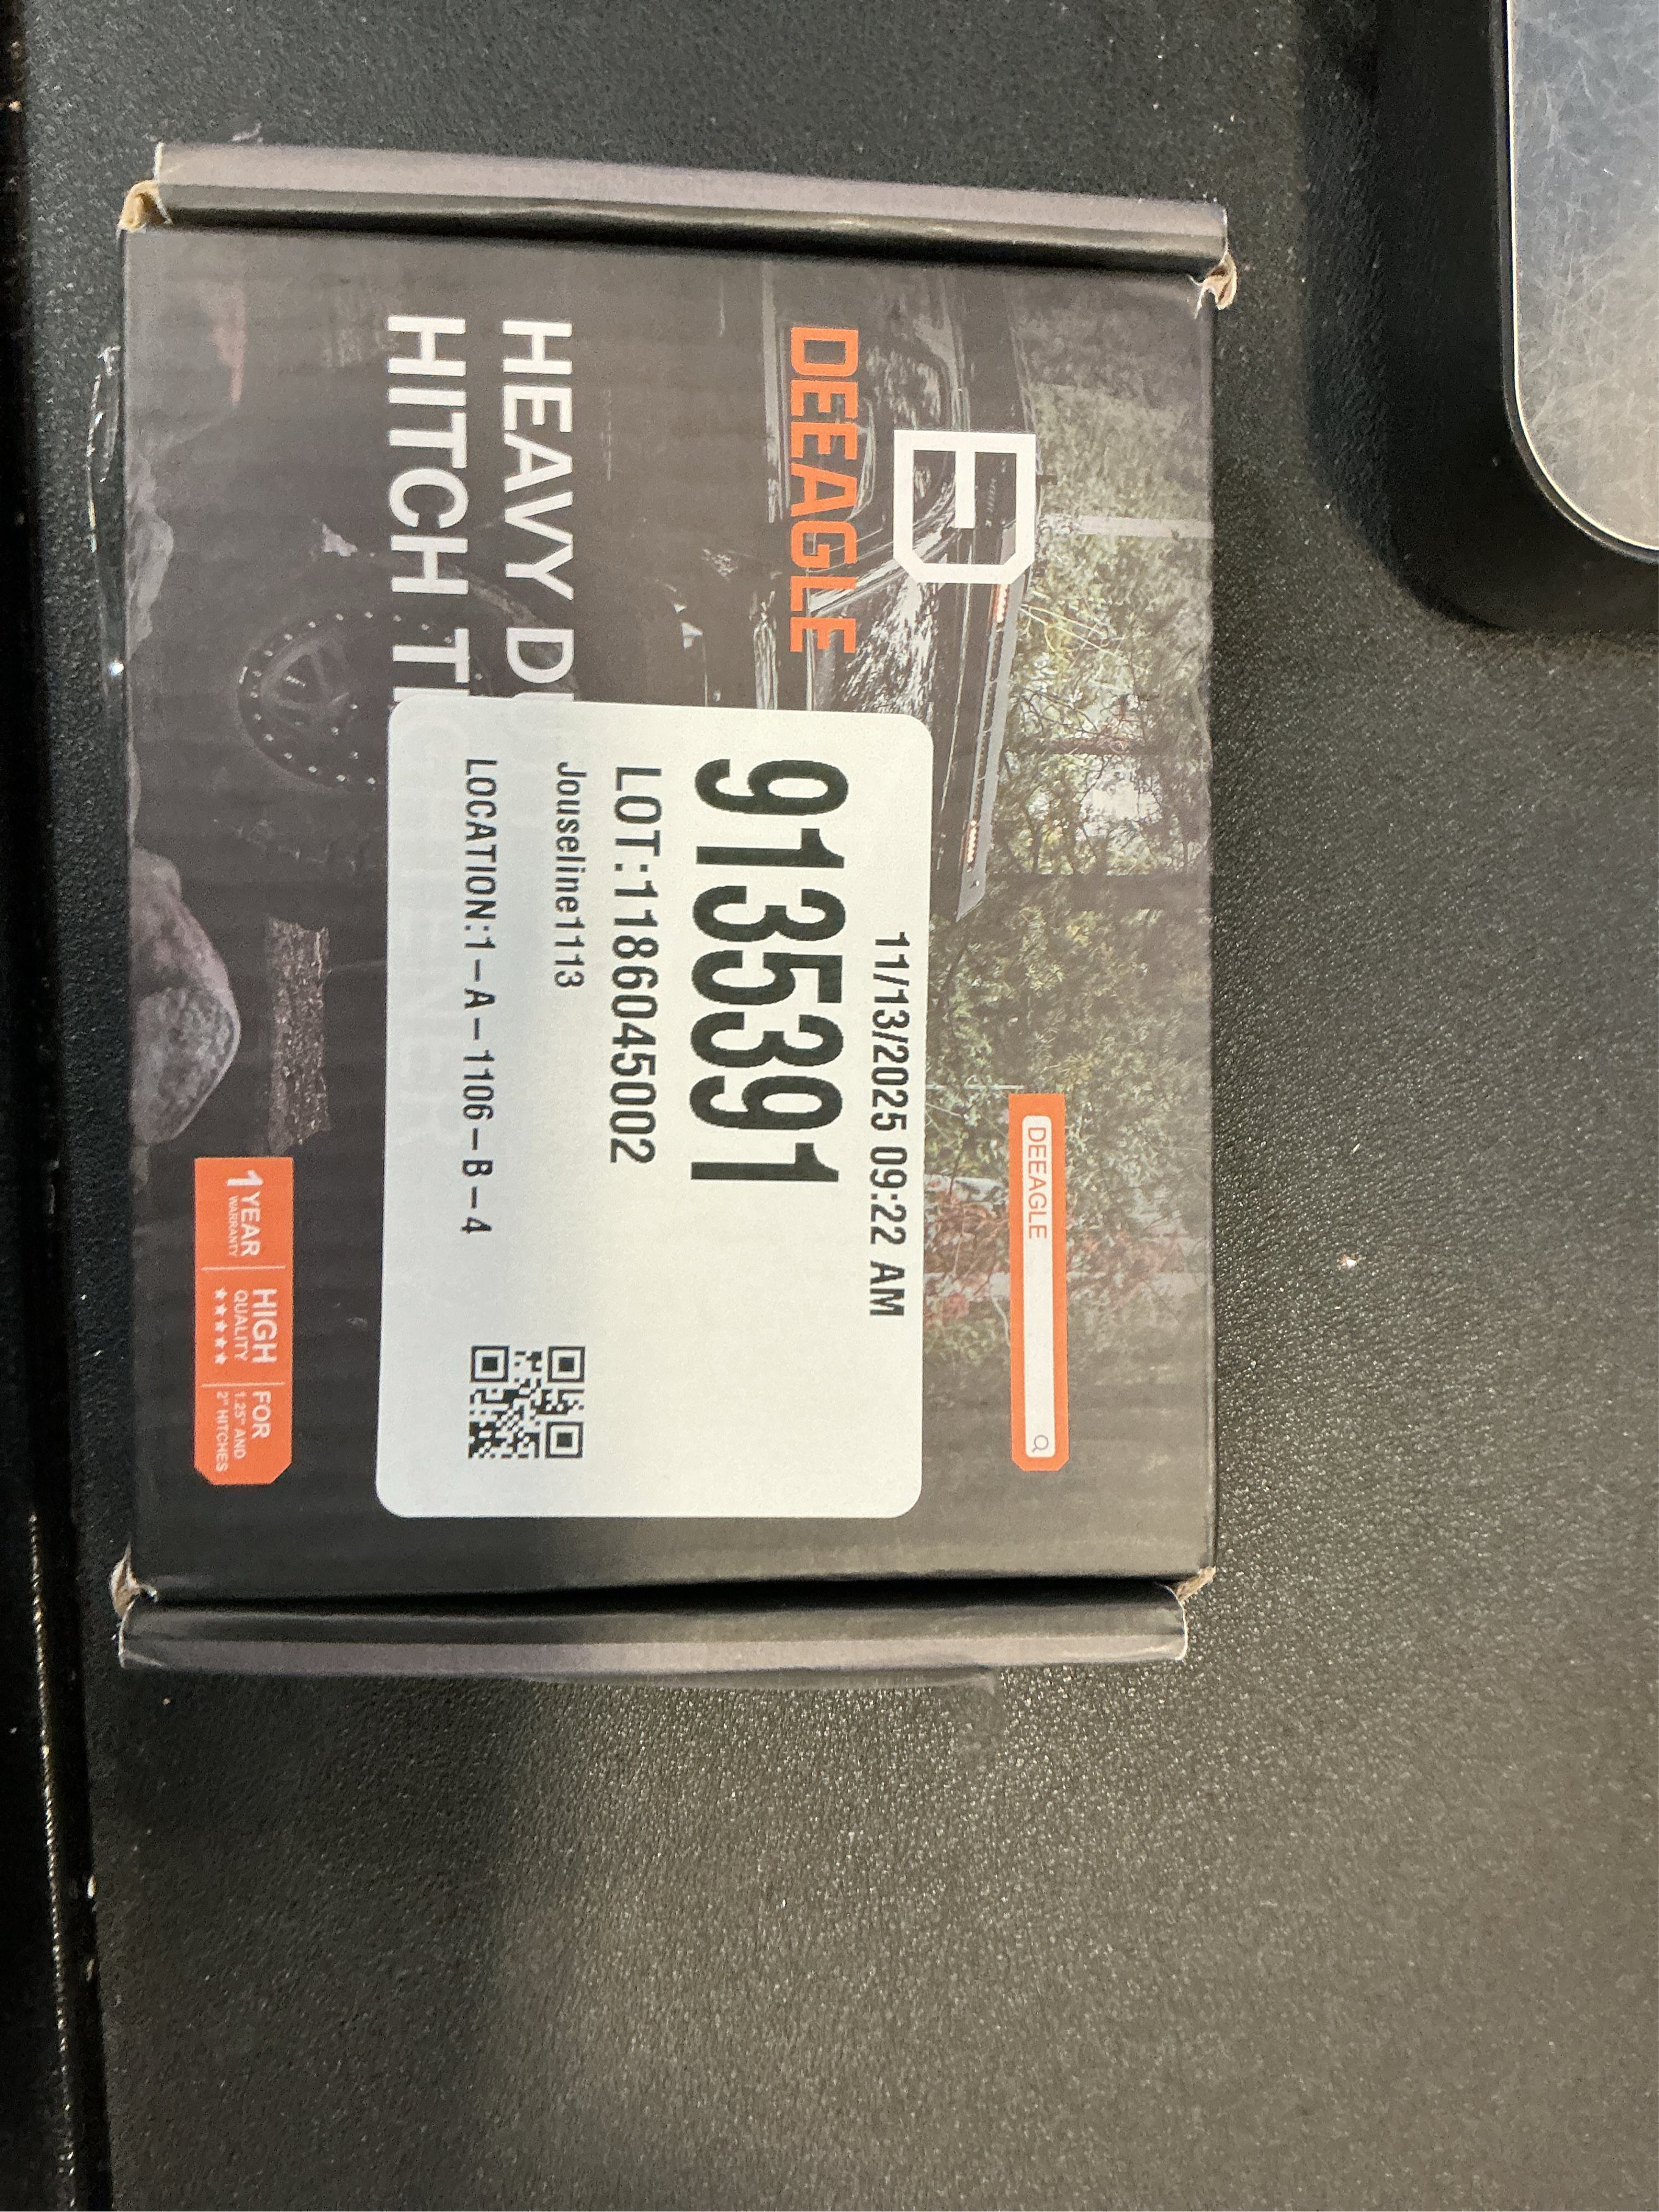 DEEAGLE
DEEAGLE
HEAVY
HITCH
11/13/2025 09:22 AM
9135391
LOT:1186045002
Jouseline1113
LOCATION:1-A-1106-B-4
1 YEAR
WARRANTY
HIGH
QUALITY
FOR
1.25" AND
2" HITCHES